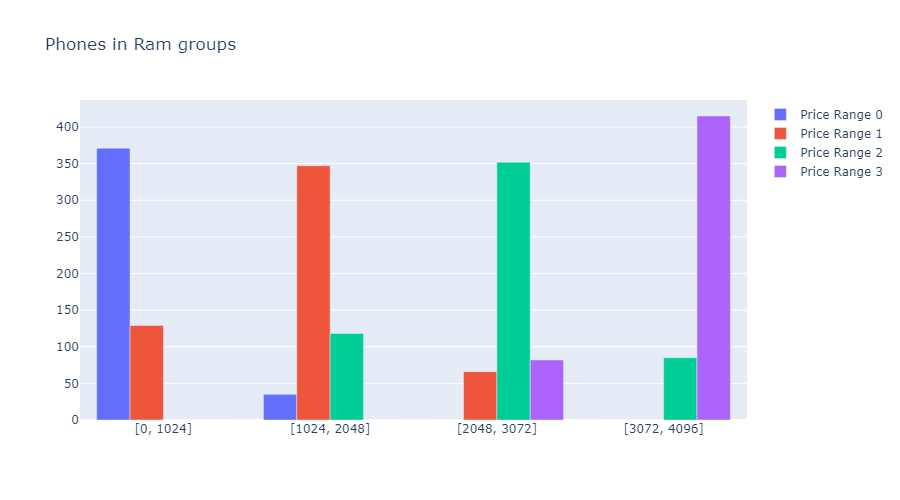 Phones in Ram groups
Price Range 0
Price Range 1
Price Range 2
Price Range 3
400
350
300
250
200
150
100
50
0
[0, 1024]
[1024, 2048]
[2048, 3072]
[3072, 4096]